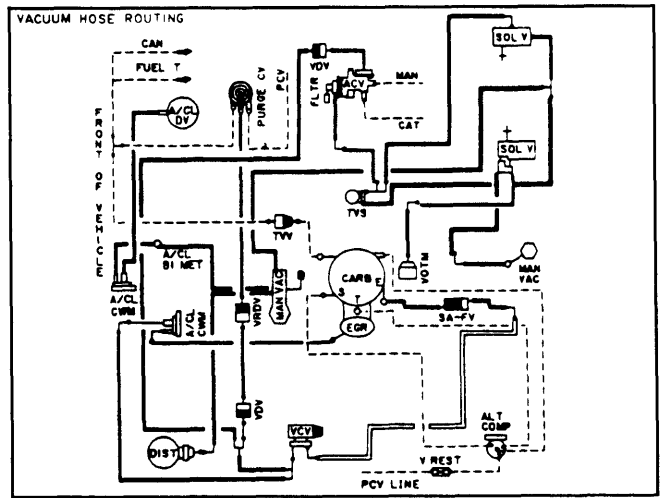 VACUUM HOSE ROUTING
CAN
FUEL T
FRONT OF VEHICLE
A/CL
DV
PURGE CV
PCV
VDV
FLTR
ACV
MAN
CAT
SOL V
SOL V
TVS
VOTM
MAN
VAC
TVV
A/CL
BI MET
A/CL
CWM
A/CL
CWM
VRDV
MAN VAC
CARB
S
T
E
EGR
SA-FV
VDV
DIST
VCV
ALT
COMP
V REST
PCV LINE